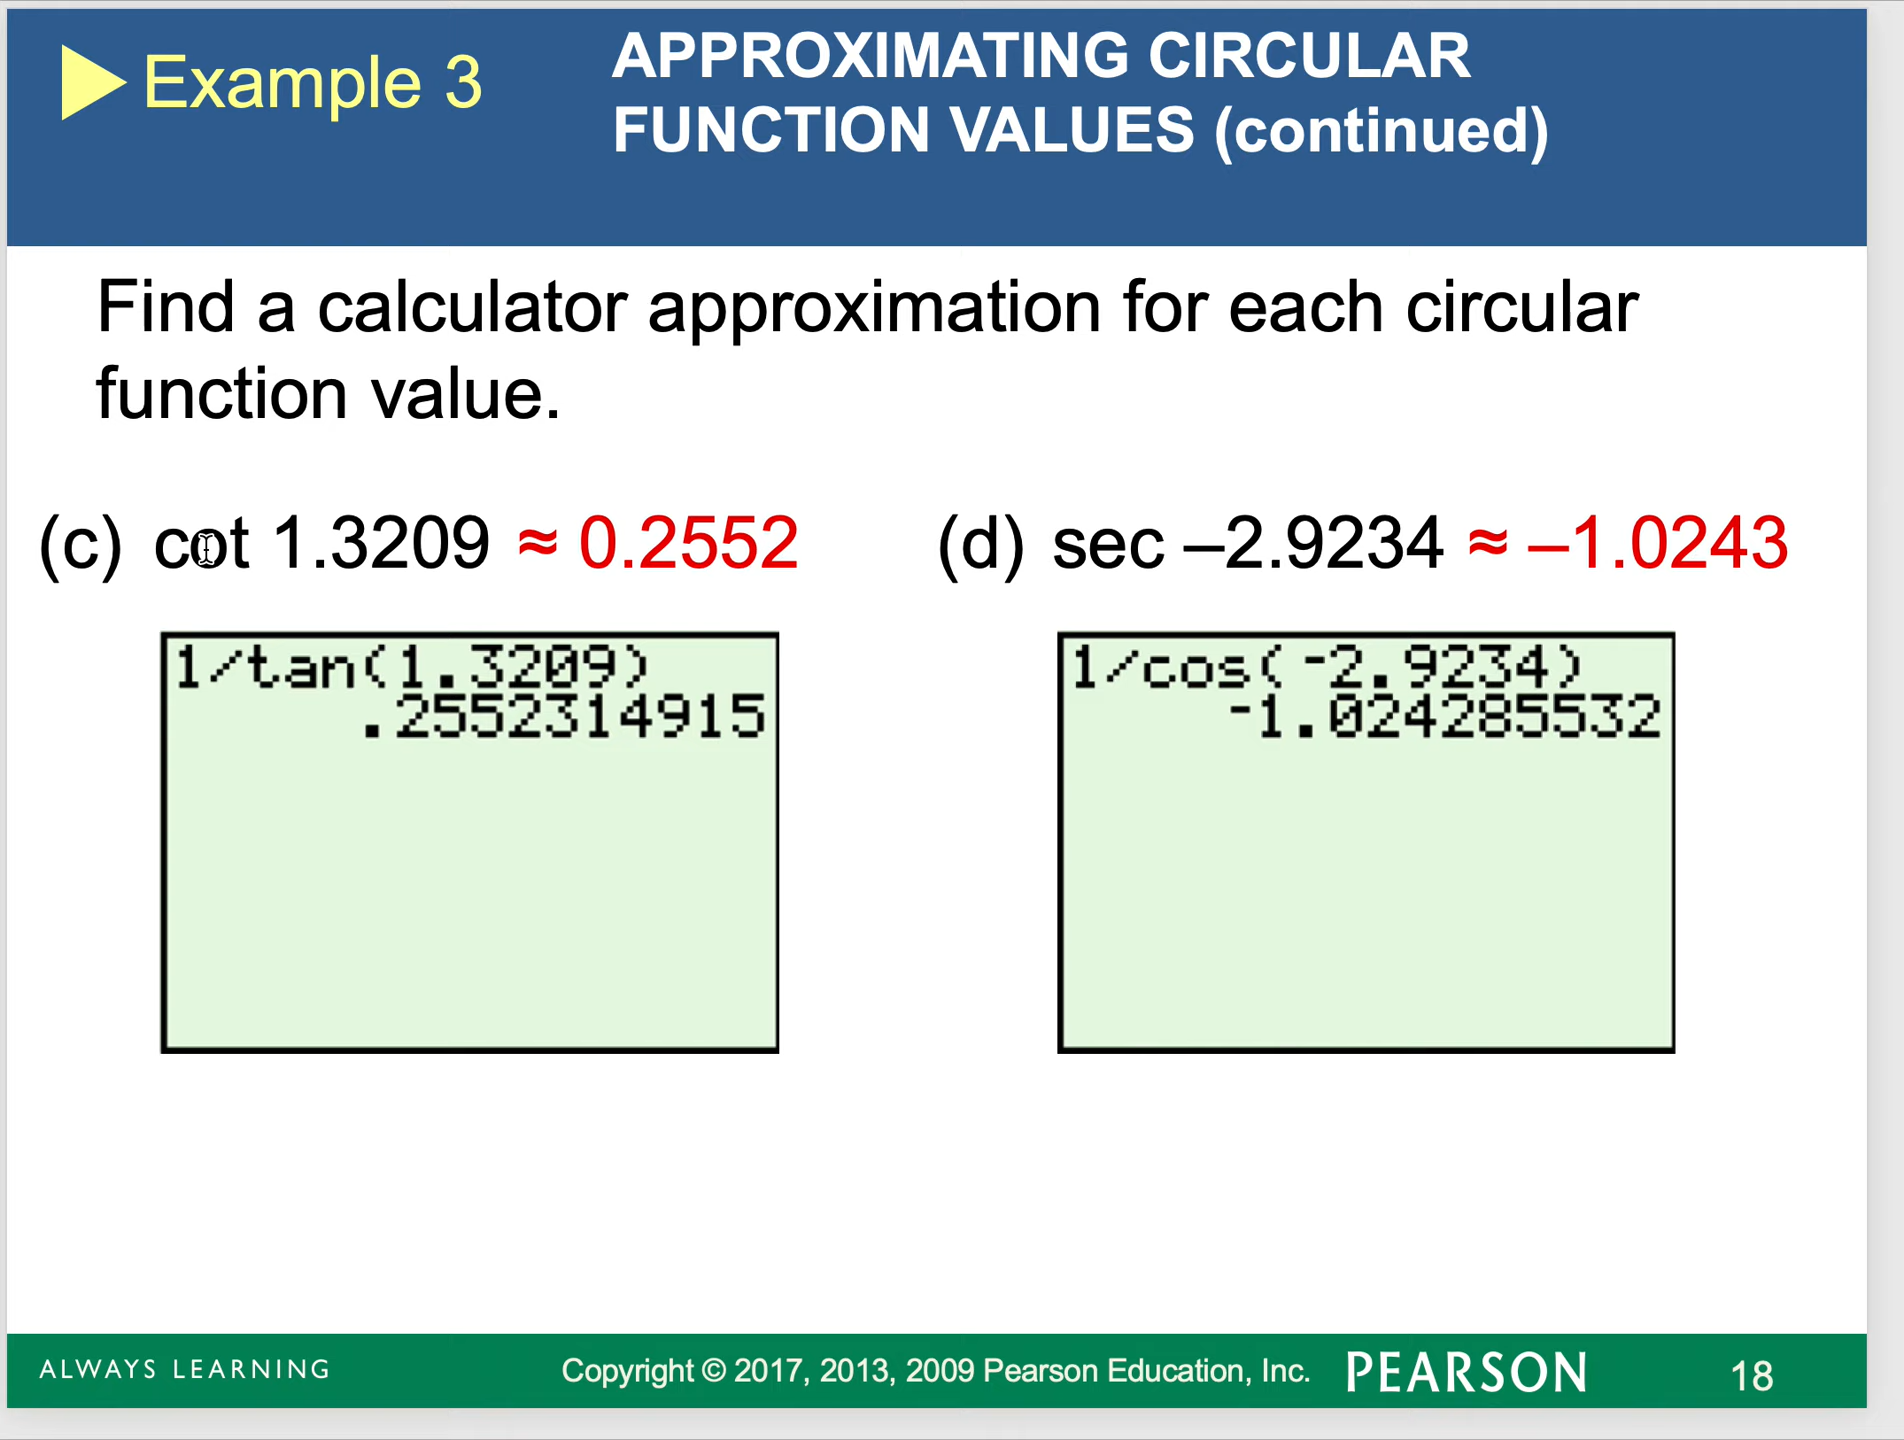 Example 3
APPROXIMATING CIRCULAR
FUNCTION VALUES (continued)
Find a calculator approximation for each circular
function value.
(c) cot 1.3209 ≈ 0.2552
(d) sec –2.9234 ≈ –1.0243
1/tan(1.3209)
.2552314915
1/cos(-2.9234)
-1.024285532
ALWAYS LEARNING
Copyright © 2017, 2013, 2009 Pearson Education, Inc.
PEARSON
18